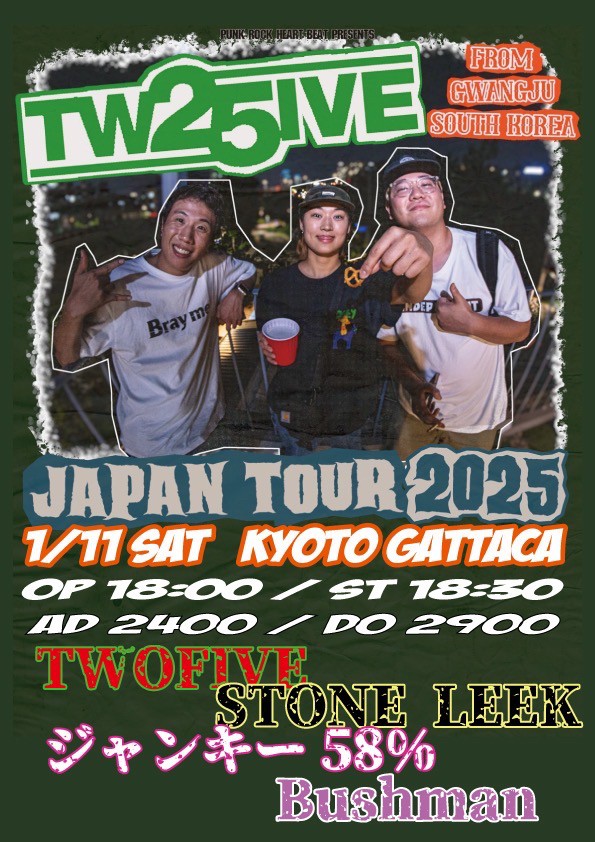 PUNK ROCK HEART BEAT PRESENTS
TW25IVE
FROM
GWANGJU
SOUTH KOREA
Bray me
JAPAN TOUR 2025
1/11 SAT KYOTO GATTACA
OP 18:00 / ST 18:30
AD 2400 / DO 2900
TWOFIVE
STONE LEEK
ジャンキー 58%
Bushman